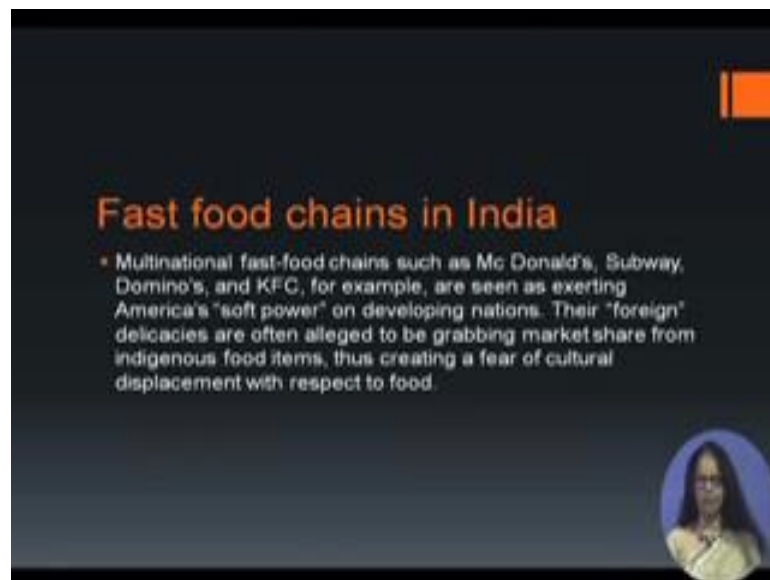 Fast food chains in India
Multinational fast-food chains such as Mc Donald's, Subway,
Domino's, and KFC, for example, are seen as exerting
America's "soft power" on developing nations. Their "foreign"
delicacies are often alleged to be grabbing market share from
indigenous food items, thus creating a fear of cultural
displacement with respect to food.